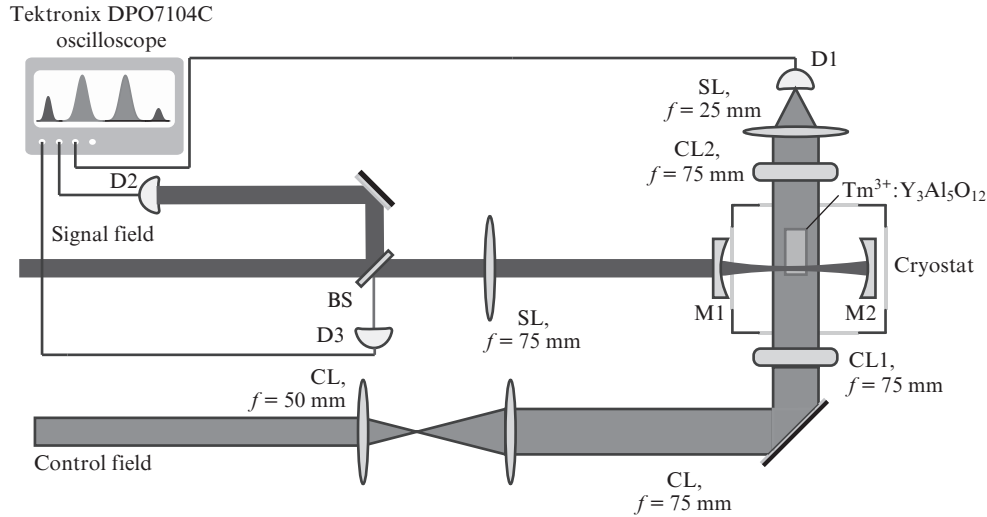 Tektronix DPO7104C
oscilloscope
D1
SL,
f = 25 mm
CL2,
f = 75 mm
Tm³⁺:Y₃Al₅O₁₂
D2
Signal field
Cryostat
BS
M1
M2
D3
SL,
f = 75 mm
CL1,
f = 75 mm
CL,
f = 50 mm
Control field
CL,
f = 75 mm